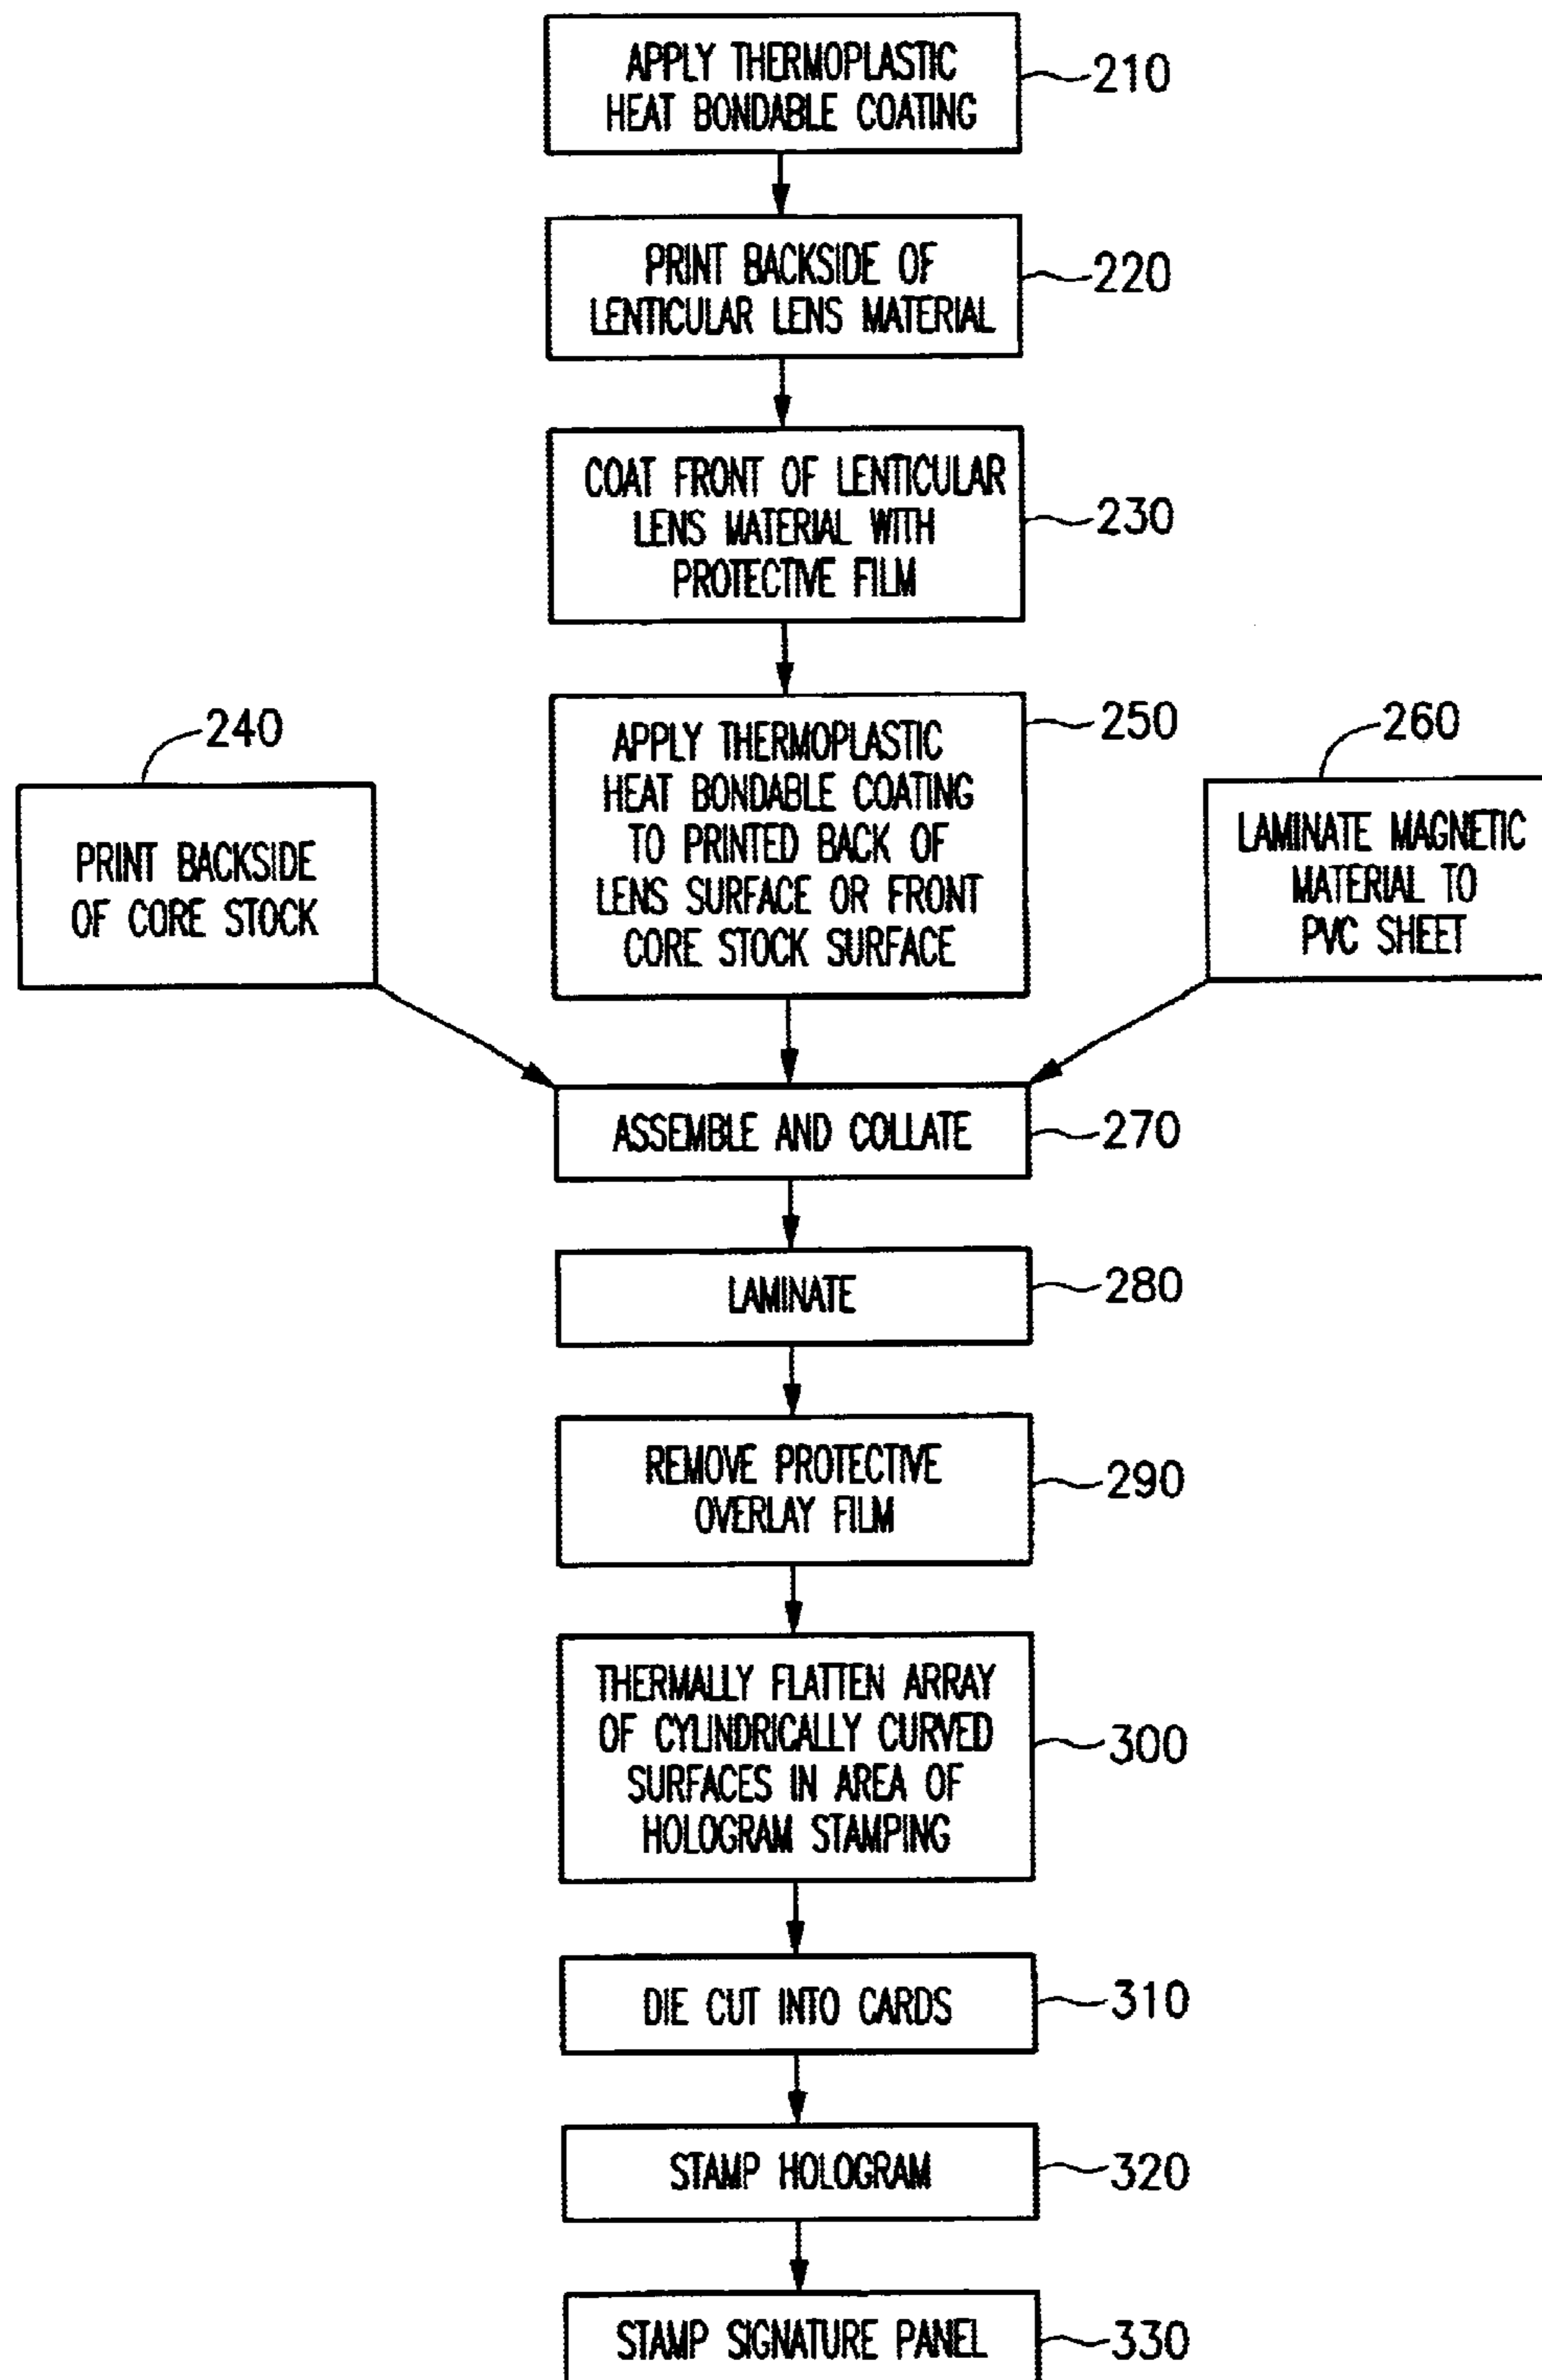 APPLY THERMOPLASTIC
HEAT BONDABLE COATING
210
PRINT BACKSIDE OF
LENTICULAR LENS MATERIAL
220
COAT FRONT OF LENTICULAR
LENS MATERIAL WITH
PROTECTIVE FILM
230
240
PRINT BACKSIDE
OF CORE STOCK
APPLY THERMOPLASTIC
HEAT BONDABLE COATING
TO PRINTED BACK OF
LENS SURFACE OR FRONT
CORE STOCK SURFACE
250
260
LAMINATE MAGNETIC
MATERIAL TO
PVC SHEET
ASSEMBLE AND COLLATE
270
LAMINATE
280
REMOVE PROTECTIVE
OVERLAY FILM
290
THERMALLY FLATTEN ARRAY
OF CYLINDRICALLY CURVED
SURFACES IN AREA OF
HOLOGRAM STAMPING
300
DIE CUT INTO CARDS
310
STAMP HOLOGRAM
320
STAMP SIGNATURE PANEL
330